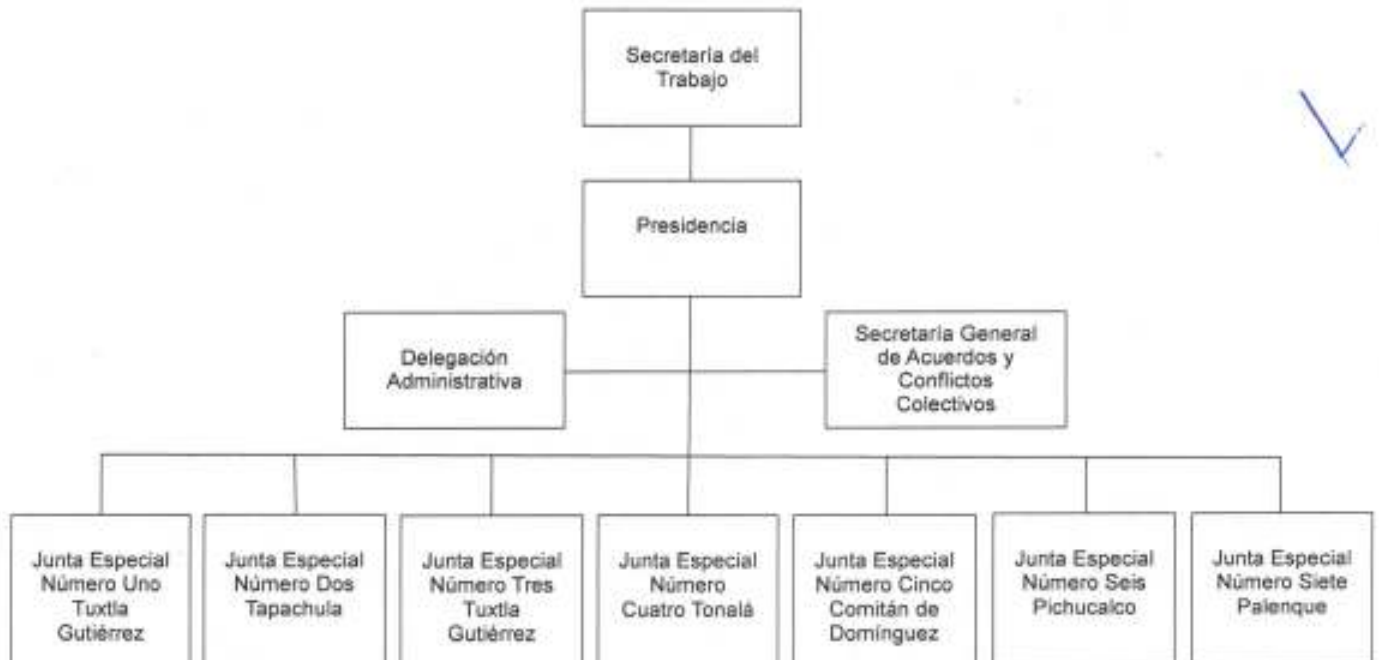 Secretaría del
Trabajo
Presidencia
Delegación
Administrativa
Secretaría General
de Acuerdos y
Conflictos
Colectivos
Junta Especial
Número Uno
Tuxtla
Gutiérrez
Junta Especial
Número Dos
Tapachula
Junta Especial
Número Tres
Tuxtla
Gutiérrez
Junta Especial
Número
Cuatro Tonalá
Junta Especial
Número Cinco
Comitán de
Domínguez
Junta Especial
Número Seis
Pichucalco
Junta Especial
Número Siete
Palenque